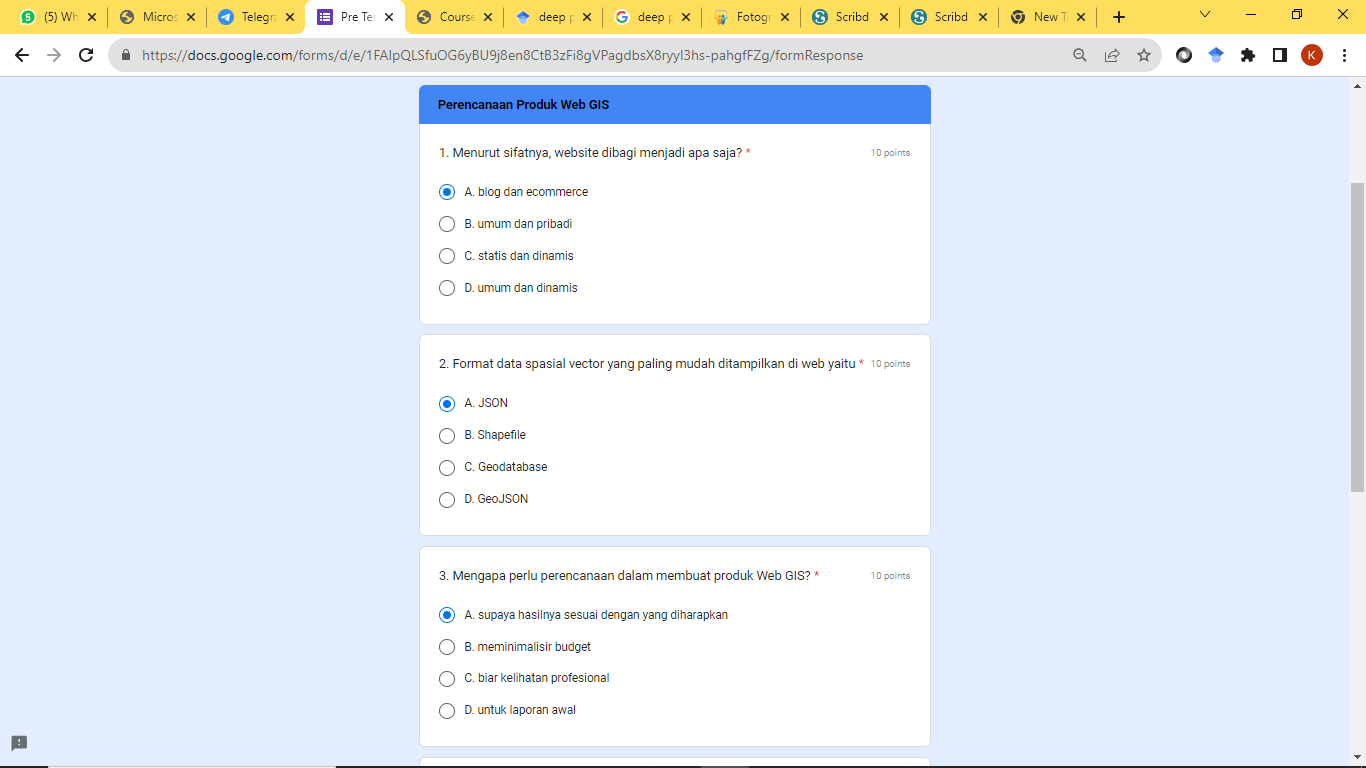 (5) Wh
Micros
Telegra
Pre Tes
Course
deep p
deep p
Fotogr
Scribd
Scribd
New T
https://docs.google.com/forms/d/e/1FAIpQLSfuOG6yBU9j8en8CtB3zFi8gVPagdbsX8ryyI3hs-pahgfFZg/formResponse
K
Perencanaan Produk Web GIS
1. Menurut sifatnya, website dibagi menjadi apa saja? * 10 points
A. blog dan ecommerce
B. umum dan pribadi
C. statis dan dinamis
D. umum dan dinamis
2. Format data spasial vector yang paling mudah ditampilkan di web yaitu * 10 points
A. JSON
B. Shapefile
C. Geodatabase
D. GeoJSON
3. Mengapa perlu perencanaan dalam membuat produk Web GIS? * 10 points
A. supaya hasilnya sesuai dengan yang diharapkan
B. meminimalisir budget
C. biar kelihatan profesional
D. untuk laporan awal